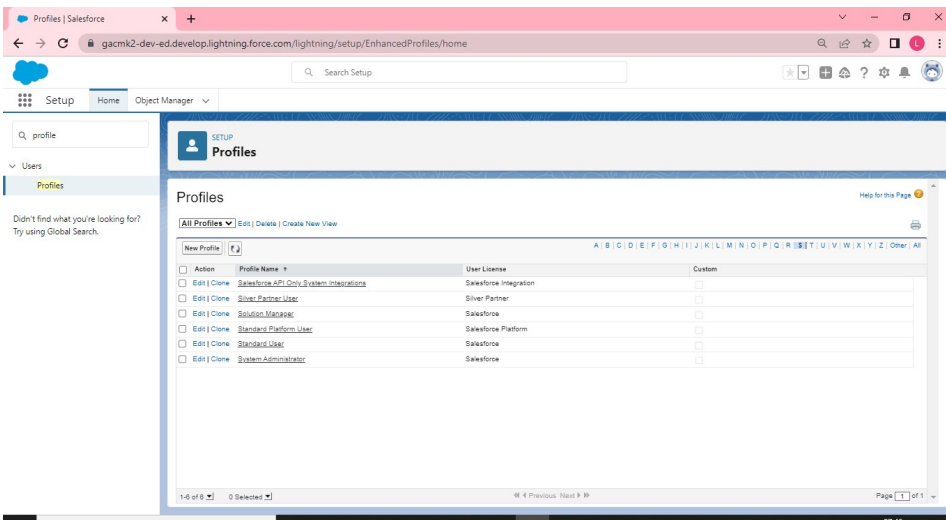 Profiles | Salesforce
gacmk2-dev-ed.develop.lightning.force.com/lightning/setup/EnhancedProfiles/home
L
Search Setup
Setup Home Object Manager
profile
Users
Profiles
Didn't find what you're looking for?
Try using Global Search.
SETUP
Profiles
Profiles
Help for this Page
All Profiles Edit | Delete | Create New View
New Profile
A | B | C | D | E | F | G | H | I | J | K | L | M | N | O | P | Q | R | S | T | U | V | W | X | Y | Z | Other | All
Action Profile Name User License Custom
Edit | Clone Salesforce API Only System Integrations Salesforce Integration
Edit | Clone Silver Partner User Silver Partner
Edit | Clone Solution Manager Salesforce
Edit | Clone Standard Platform User Salesforce Platform
Edit | Clone Standard User Salesforce
Edit | Clone System Administrator Salesforce
1-6 of 6 0 Selected Previous Next Page 1 of 1